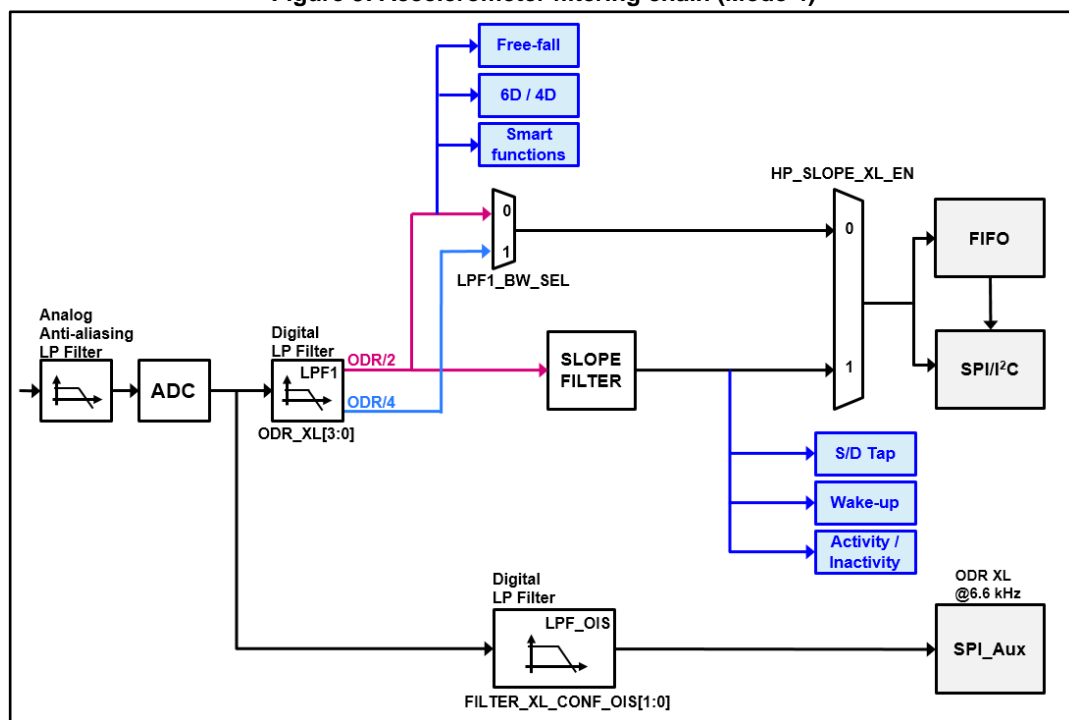 Free-fall
6D / 4D
Smart
functions
HP_SLOPE_XL_EN
0
1
LPF1_BW_SEL
0
1
FIFO
SPI/I²C
Analog
Anti-aliasing
LP Filter
ADC
Digital
LP Filter
LPF1
ODR/2
ODR/4
ODR_XL[3:0]
SLOPE
FILTER
S/D Tap
Wake-up
Activity /
Inactivity
Digital
LP Filter
LPF_OIS
FILTER_XL_CONF_OIS[1:0]
ODR XL
@6.6 kHz
SPI_Aux